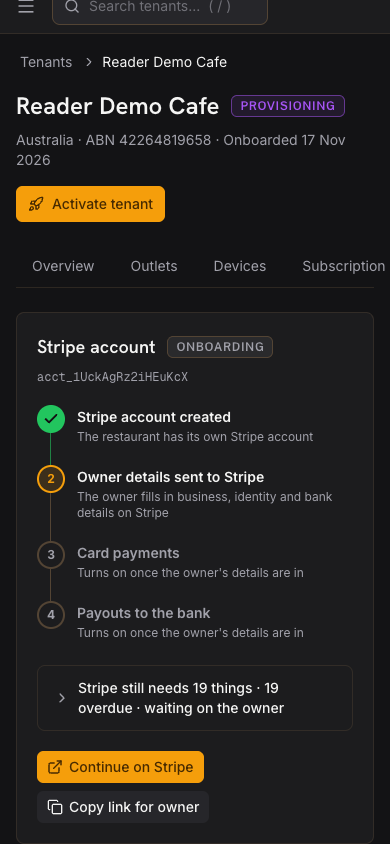 Search tenants... ( / )
Tenants > Reader Demo Cafe
Reader Demo Cafe PROVISIONING
Australia · ABN 42264819658 · Onboarded 17 Nov
2026
Activate tenant
Overview Outlets Devices Subscription
Stripe account ONBOARDING
acct_1UckAgRz2iHEuKcX
Stripe account created
The restaurant has its own Stripe account
2 Owner details sent to Stripe
The owner fills in business, identity and bank
details on Stripe
3 Card payments
Turns on once the owner's details are in
4 Payouts to the bank
Turns on once the owner's details are in
Stripe still needs 19 things · 19
overdue · waiting on the owner
Continue on Stripe
Copy link for owner